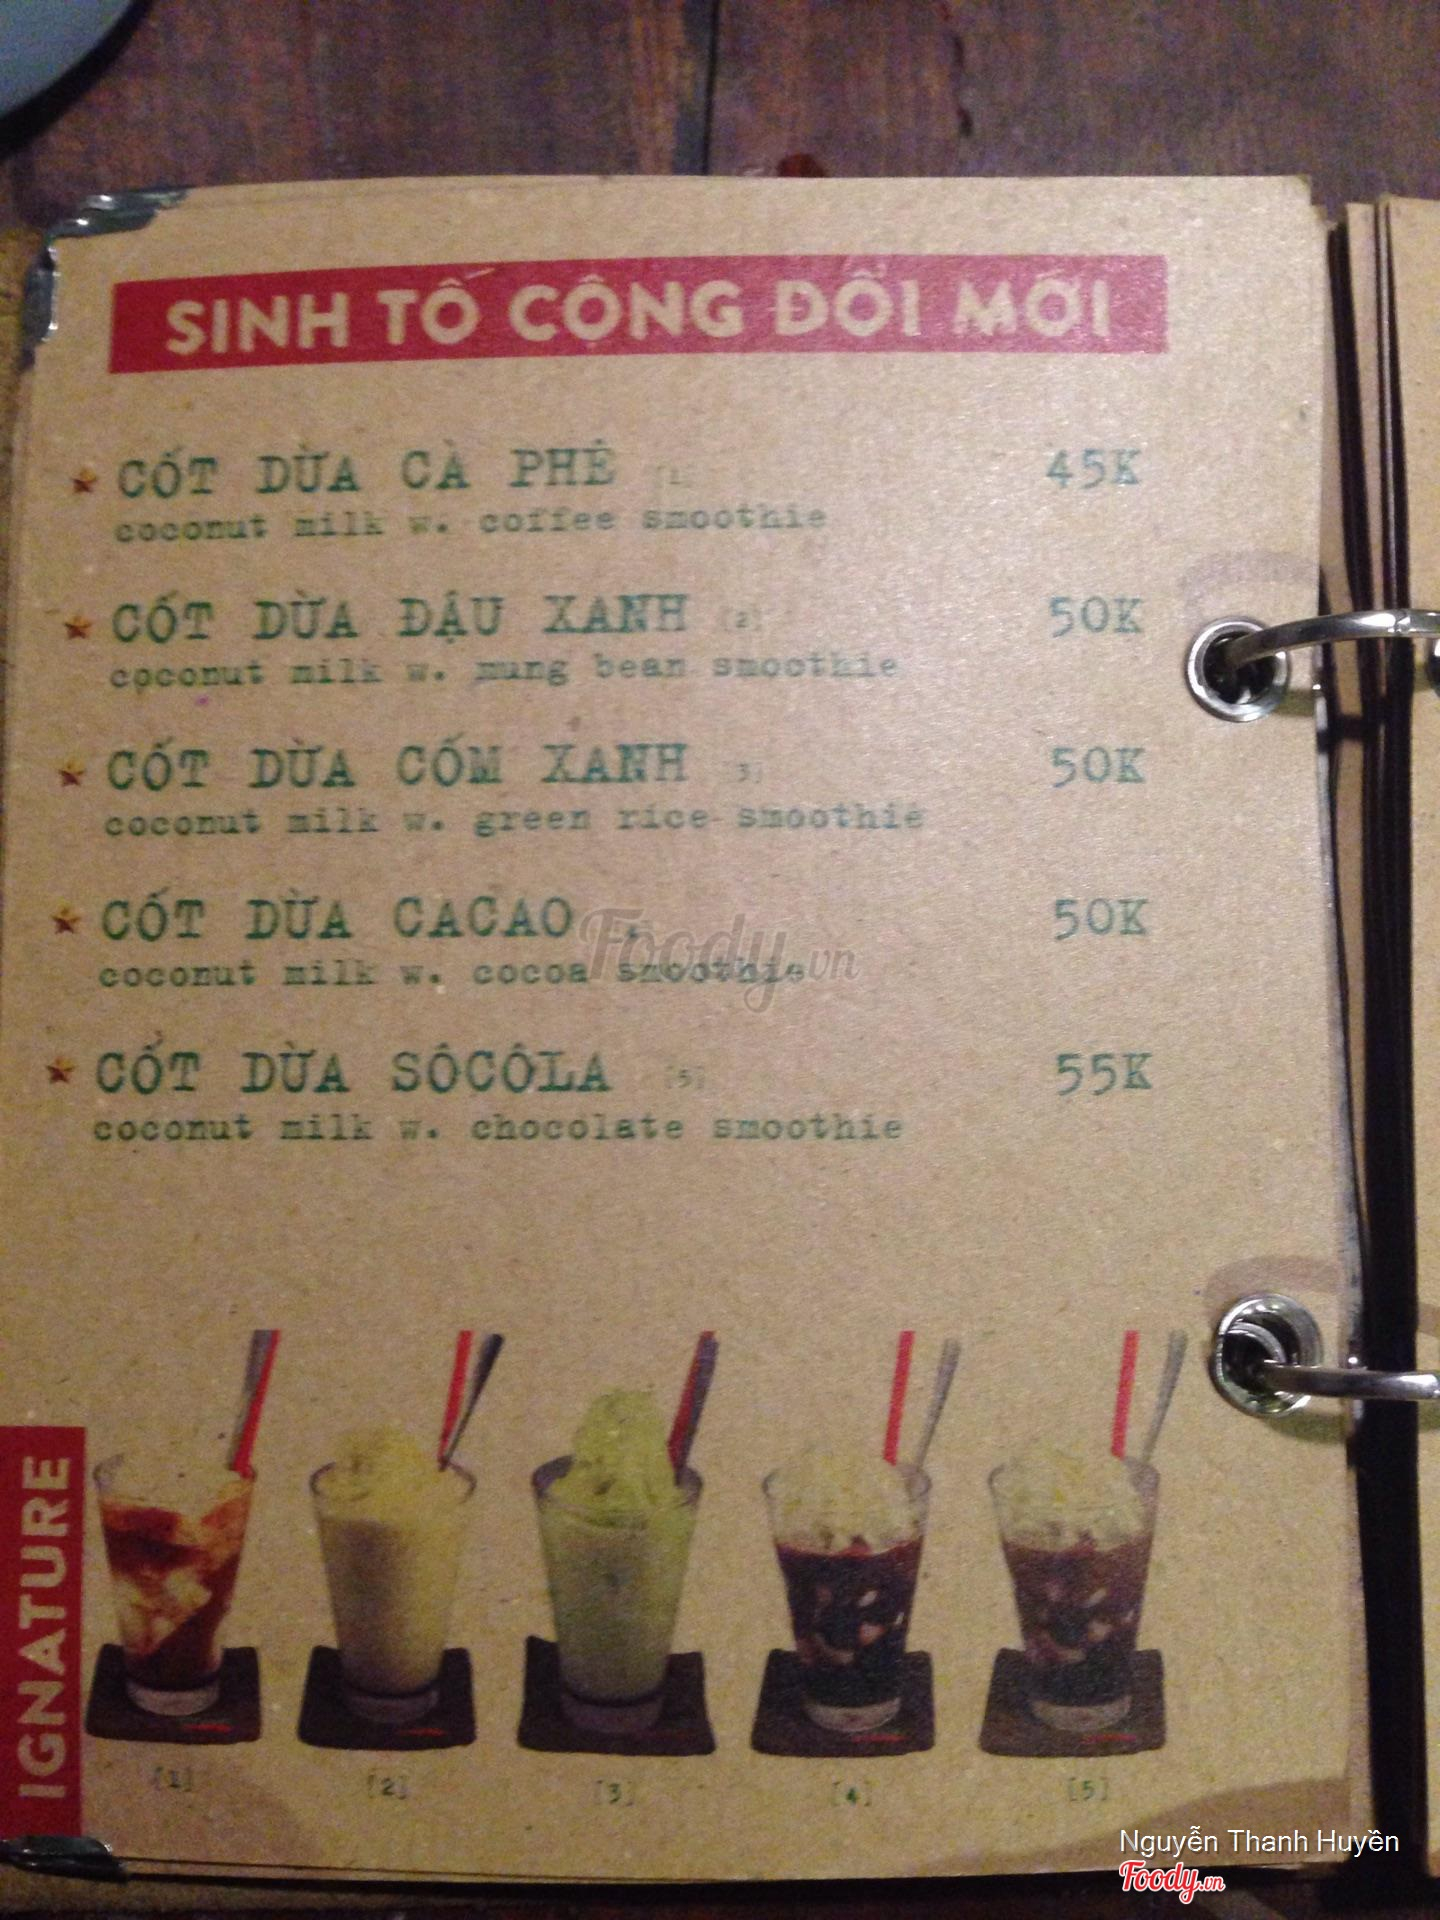 SINH TỐ CỘNG ĐỔI MỚI
CỐT DỪA CÀ PHÊ [1] 45K
coconut milk w. coffee smoothie
CỐT DỪA ĐẬU XANH [2] 50K
coconut milk w. mung bean smoothie
CỐT DỪA CỐM XANH [3] 50K
coconut milk w. green rice smoothie
CỐT DỪA CACAO 50K
coconut milk w. cocoa smoothie
Foody.vn
CỐT DỪA SÔCÔLA [5] 55K
coconut milk w. chocolate smoothie
IGNATURE
[1] [2] [3] [4] [5]
Nguyễn Thanh Huyền
Foody.vn